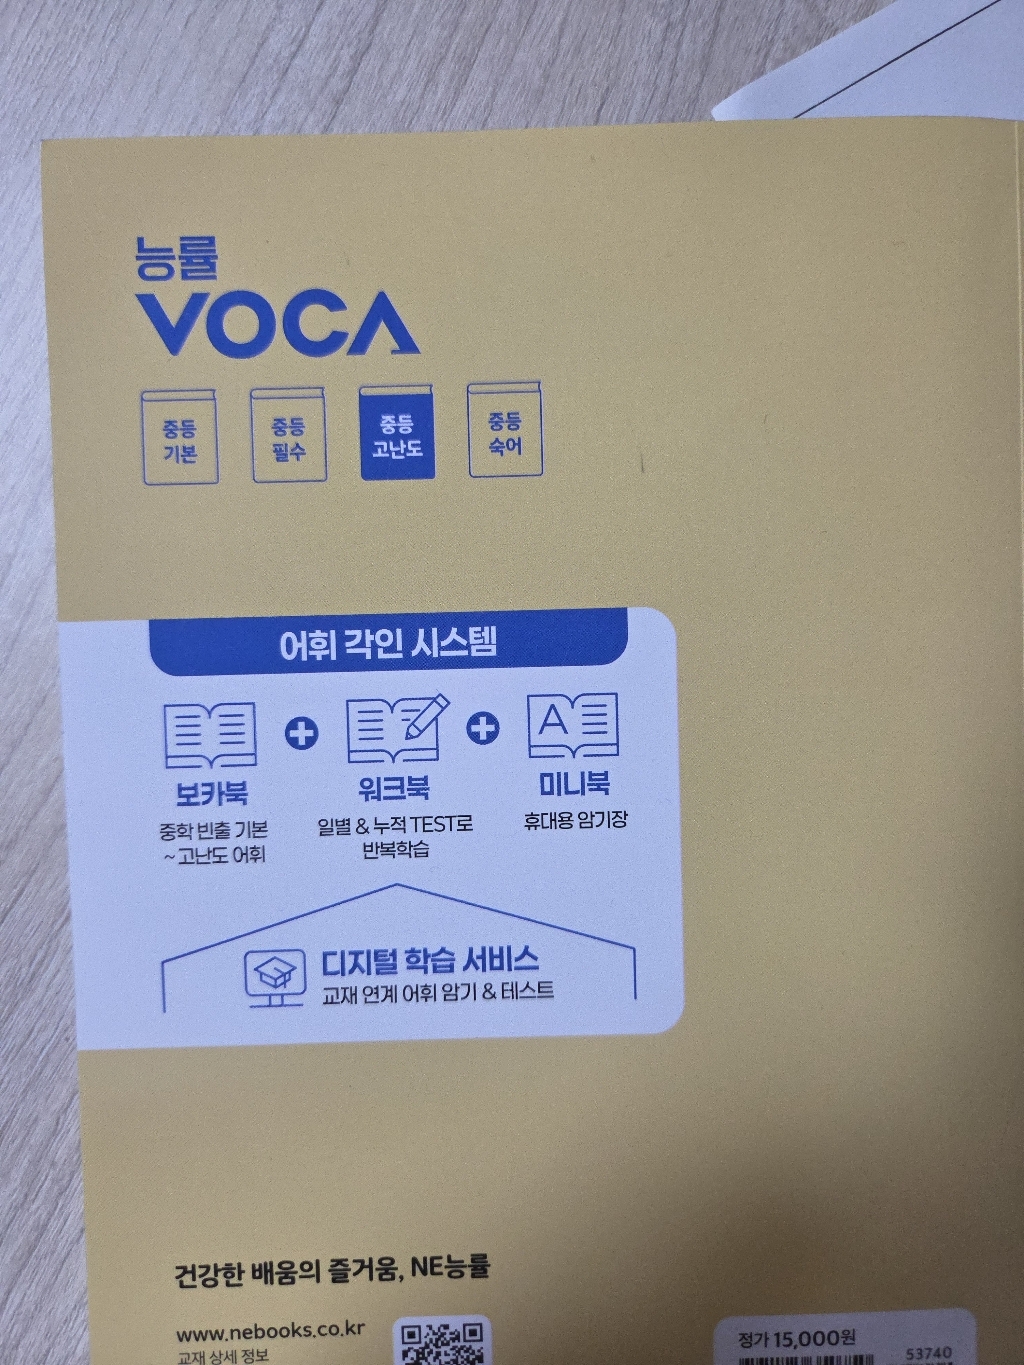 능률
VOCA
중등
기본
중등
필수
중등
고난도
중등
숙어
어휘 각인 시스템
보카북
중학 빈출 기본
~ 고난도 어휘
워크북
일별 & 누적 TEST로
반복학습
A
미니북
휴대용 암기장
디지털 학습 서비스
교재 연계 어휘 암기 & 테스트
건강한 배움의 즐거움, NE능률
www.nebooks.co.kr
교재 상세 정보
정가 15,000원
53740